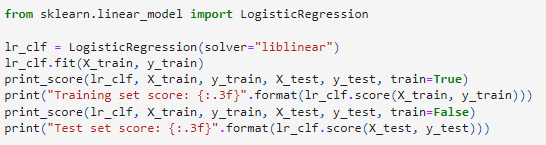 from sklearn.linear_model import LogisticRegression
lr_clf = LogisticRegression(solver="liblinear")
lr_clf.fit(X_train, y_train)
print_score(lr_clf, X_train, y_train, X_test, y_test, train=True)
print("Training set score: {:.3f}".format(lr_clf.score(X_train, y_train)))
print_score(lr_clf, X_train, y_train, X_test, y_test, train=False)
print("Test set score: {:.3f}".format(lr_clf.score(X_test, y_test)))